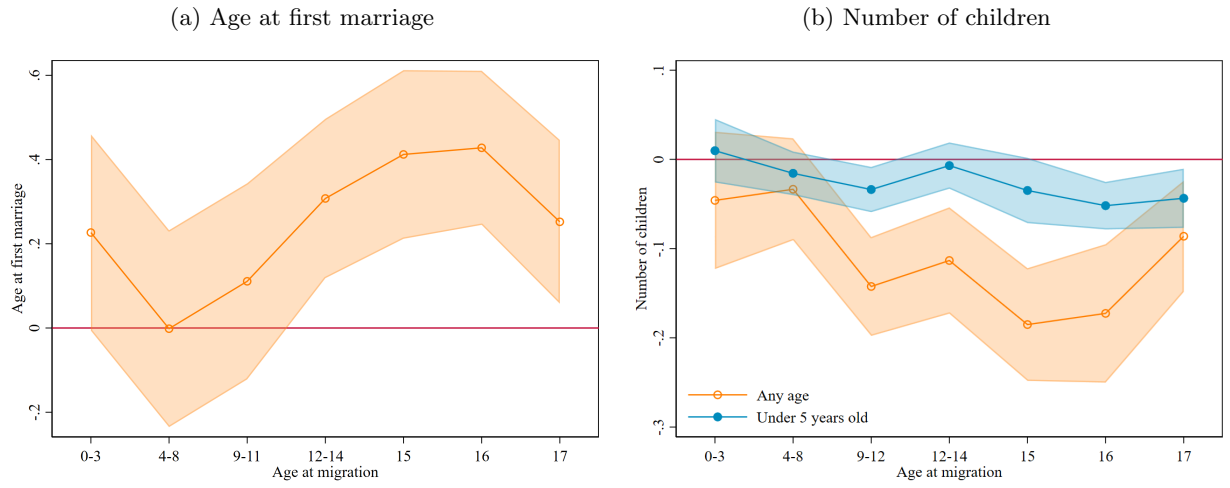 (a) Age at first marriage
Age at first marriage
.6
.4
.2
0
-.2
0-3 4-8 9-11 12-14 15 16 17
Age at migration
(b) Number of children
Number of children
.1
0
-.1
-.2
-.3
Any age
Under 5 years old
0-3 4-8 9-12 12-14 15 16 17
Age at migration